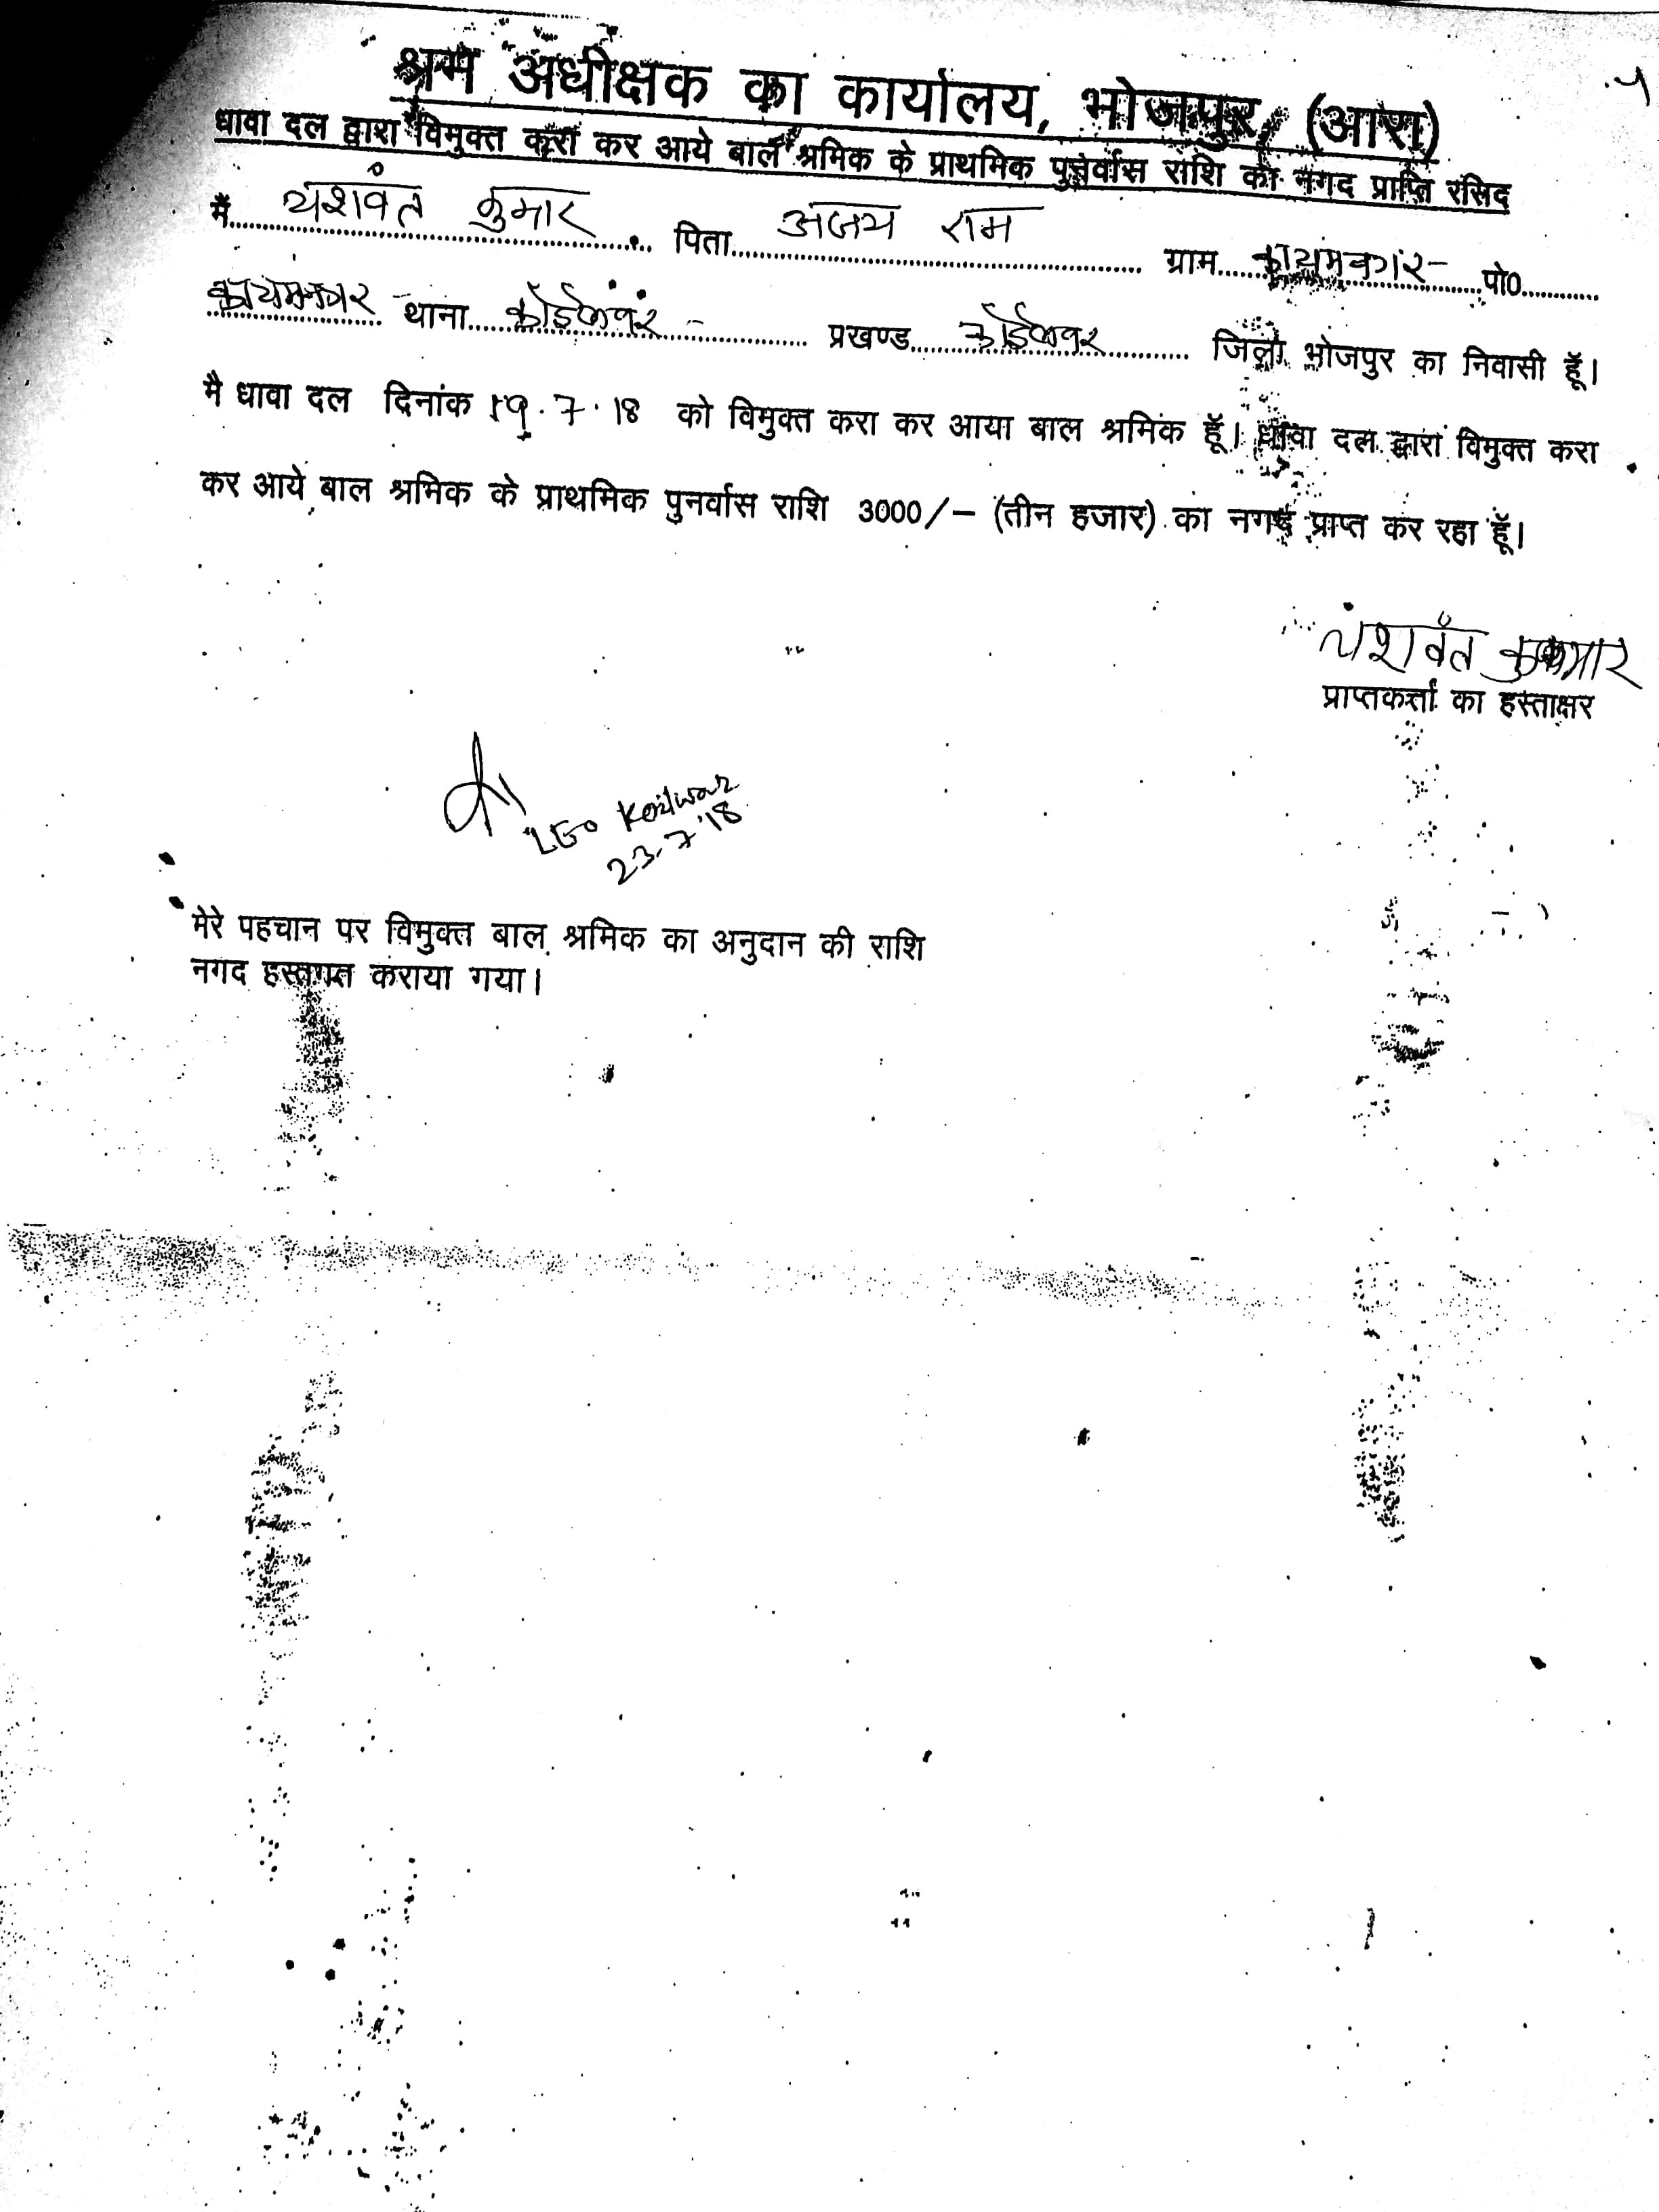 श्रम अधीक्षक का कार्यालय, भोजपुर, (आरा)
धावा दल द्वारा विमुक्त करा कर आये बाल श्रमिक के प्राथमिक पुनर्वास राशि की नगद प्राप्ति रसिद
मैं यशवंत कुमार पिता अजय राम ग्राम कायमनगर पो0
कायमनगर थाना कोईलवर प्रखण्ड कोईलवर जिला भोजपुर का निवासी हूँ।
मै धावा दल दिनांक 19.7.18 को विमुक्त करा कर आया बाल श्रमिक हूँ। धावा दल द्वारा विमुक्त करा
कर आये बाल श्रमिक के प्राथमिक पुनर्वास राशि 3000/– (तीन हजार) का नगद प्राप्त कर रहा हूँ।
यशवंत कुमार
प्राप्तकर्त्ता का हस्ताक्षर
LEO Koilwar
23.7.18
मेरे पहचान पर विमुक्त बाल श्रमिक का अनुदान की राशि
नगद हस्तगत कराया गया।